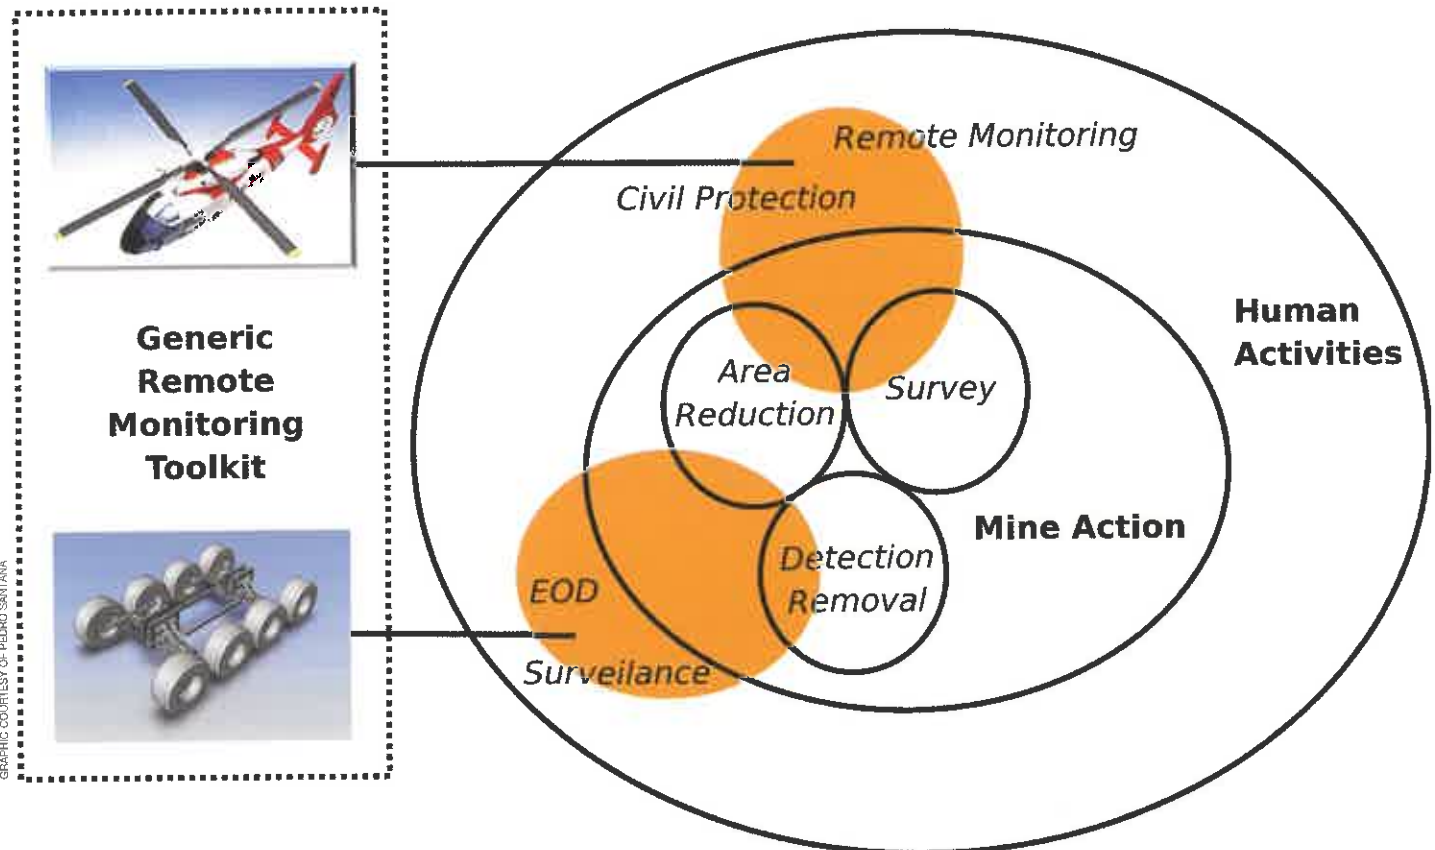 Remote Monitoring
Civil Protection
Human
Activities
Generic
Remote
Monitoring
Toolkit
Area
Reduction
Survey
Mine Action
Detection
Removal
EOD
Surveilance
GRAPHIC COURTESY OF PEDRO SANTANA